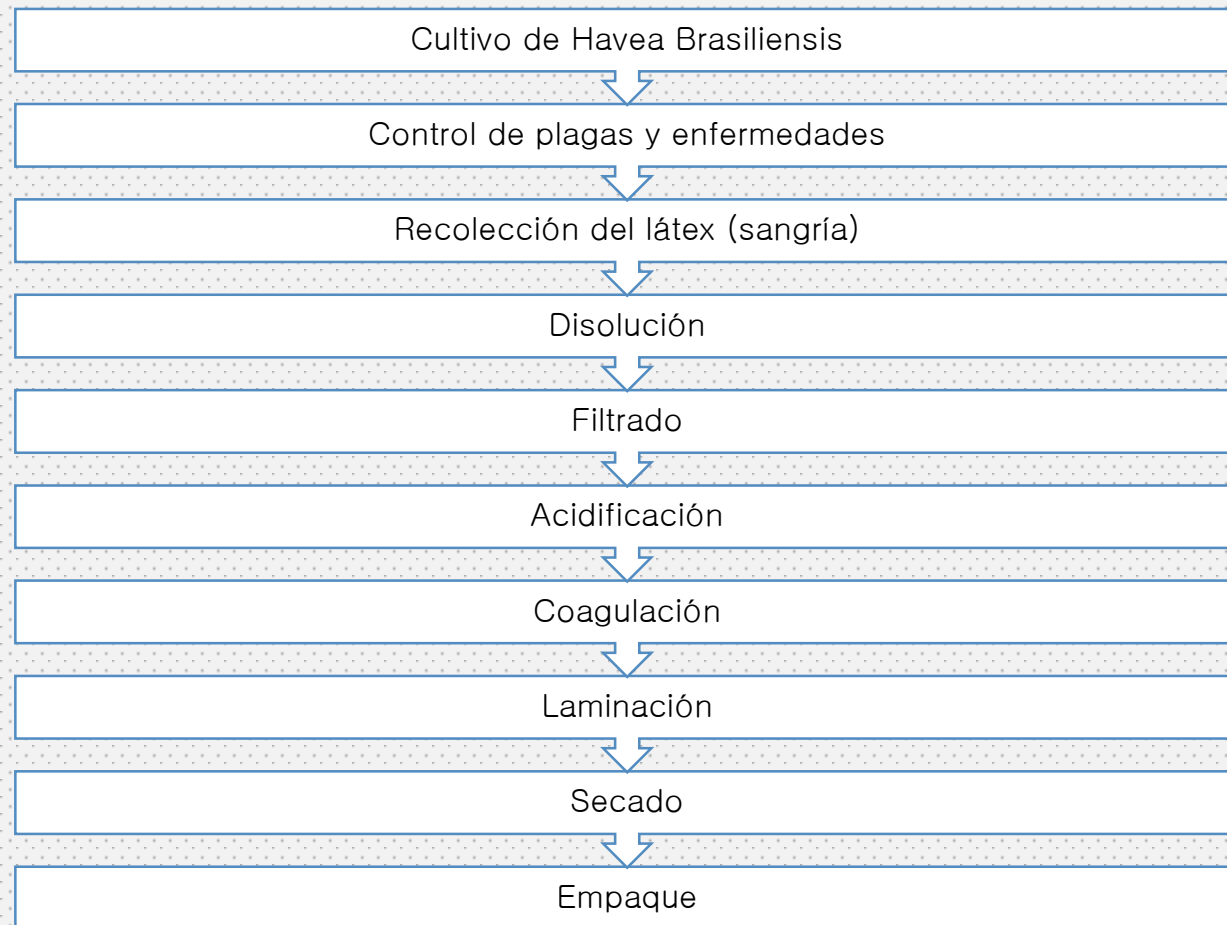 Cultivo de Havea Brasiliensis
Control de plagas y enfermedades
Recolección del látex (sangría)
Disolución
Filtrado
Acidificación
Coagulación
Laminación
Secado
Empaque